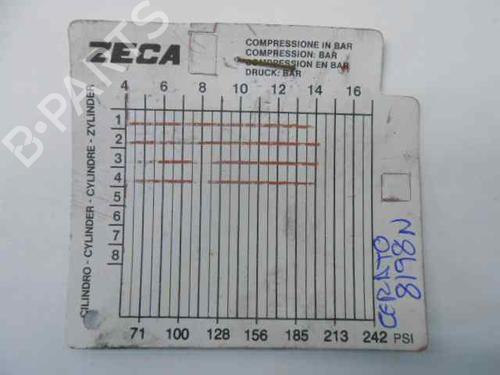 ZECA
COMPRESSIONE IN BAR
COMPRESSION: BAR
COMPRESSION EN BAR
DRUCK: BAR
4 6 8 10 12 14 16
CILINDRO - CYLINDER - CYLINDRE - ZYLINDER
1
2
3
4
5
6
7
8
71 100 128 156 185 213 242 PSI
CERATO
8198N
B-PARTS